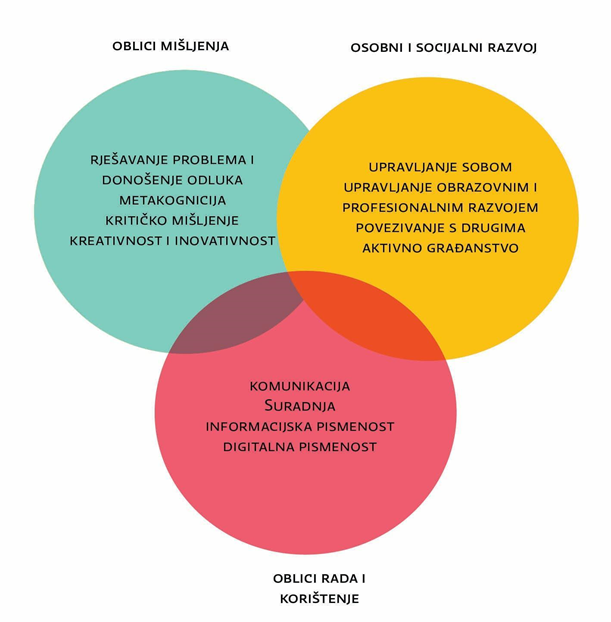 OBLICI MIŠLJENJA
OSOBNI I SOCIJALNI RAZVOJ
RJEŠAVANJE PROBLEMA I
DONOŠENJE ODLUKA
METAKOGNICIJA
KRITIČKO MIŠLJENJE
KREATIVNOST I INOVATIVNOST
UPRAVLJANJE SOBOM
UPRAVLJANJE OBRAZOVNIM I
PROFESIONALNIM RAZVOJEM
POVEZIVANJE S DRUGIMA
AKTIVNO GRAĐANSTVO
KOMUNIKACIJA
SURADNJA
INFORMACIJSKA PISMENOST
DIGITALNA PISMENOST
OBLICI RADA I
KORIŠTENJE